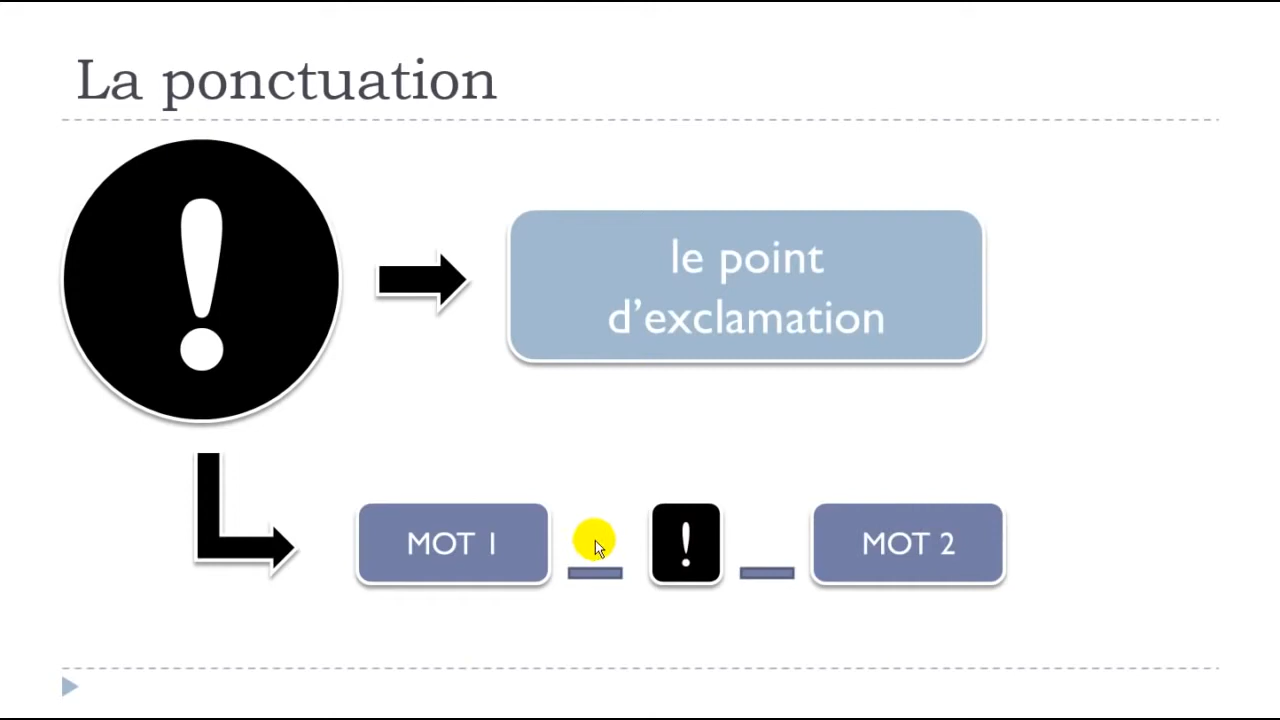 La ponctuation
!
le point
d’exclamation
MOT 1 ! MOT 2